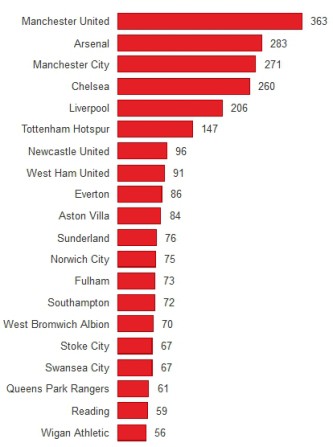 Manchester United 363
Arsenal 283
Manchester City 271
Chelsea 260
Liverpool 206
Tottenham Hotspur 147
Newcastle United 96
West Ham United 91
Everton 86
Aston Villa 84
Sunderland 76
Norwich City 75
Fulham 73
Southampton 72
West Bromwich Albion 70
Stoke City 67
Swansea City 67
Queens Park Rangers 61
Reading 59
Wigan Athletic 56